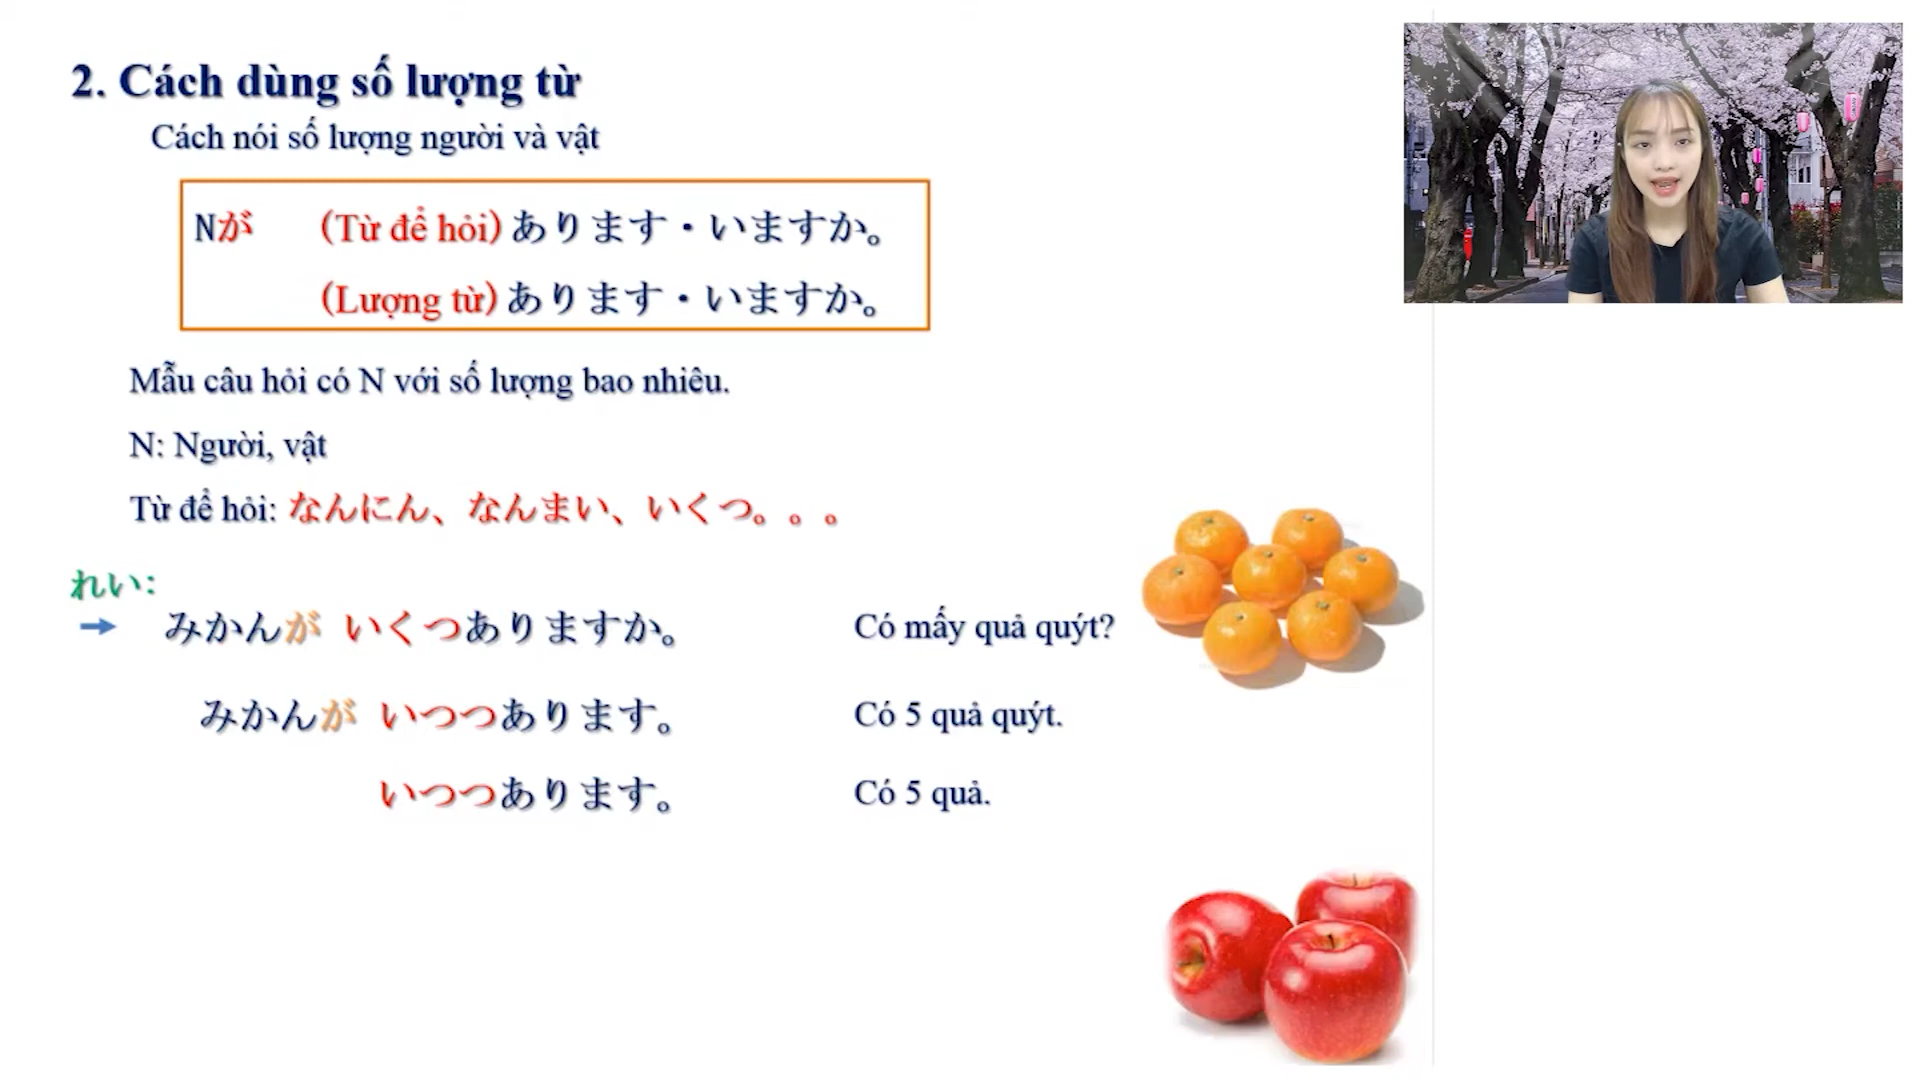 2. Cách dùng số lượng từ
Cách nói số lượng người và vật
Nが (Từ để hỏi) あります・いますか。
(Lượng từ) あります・いますか。
Mẫu câu hỏi có N với số lượng bao nhiêu.
N: Người, vật
Từ để hỏi: なんにん、なんまい、いくつ。。。
れい:
みかんが いくつありますか。 Có mấy quả quýt?
みかんが いつつあります。 Có 5 quả quýt.
いつつあります。 Có 5 quả.